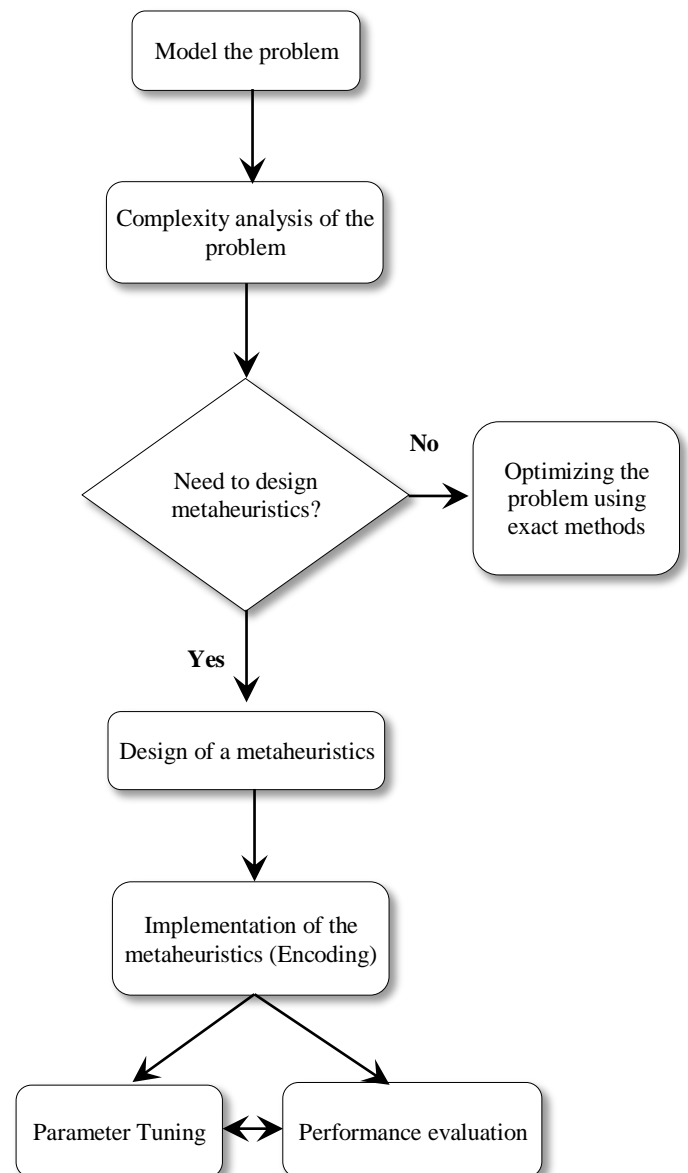 Model the problem
Complexity analysis of the
problem
Need to design
metaheuristics?
No
Optimizing the
problem using
exact methods
Yes
Design of a metaheuristics
Implementation of the
metaheuristics (Encoding)
Parameter Tuning
Performance evaluation